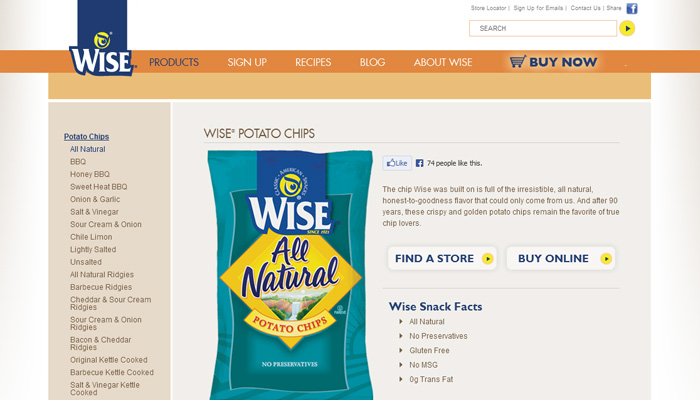 Store Locator | Sign Up for Emails | Contact Us | Share
SEARCH
WISE
PRODUCTS SIGN UP RECIPES BLOG ABOUT WISE BUY NOW
Potato Chips
All Natural
BBQ
Honey BBQ
Sweet Heat BBQ
Onion & Garlic
Salt & Vinegar
Sour Cream & Onion
Chile Limon
Lightly Salted
Unsalted
All Natural Ridgies
Barbecue Ridgies
Cheddar & Sour Cream
Ridgies
Sour Cream & Onion
Ridgies
Bacon & Cheddar
Ridgies
Original Kettle Cooked
Barbecue Kettle Cooked
Salt & Vinegar Kettle
Cooked
WISE® POTATO CHIPS
CLASSIC • AMERICAN • SNACKS
WISE
SINCE 1921
All
Natural
POTATO CHIPS
NO PRESERVATIVES
Like 74 people like this.
The chip Wise was built on is full of the irresistible, all natural,
honest-to-goodness flavor that could only come from us. And after 90
years, these crispy and golden potato chips remain the favorite of true
chip lovers.
FIND A STORE BUY ONLINE
Wise Snack Facts
All Natural
No Preservatives
Gluten Free
No MSG
0g Trans Fat